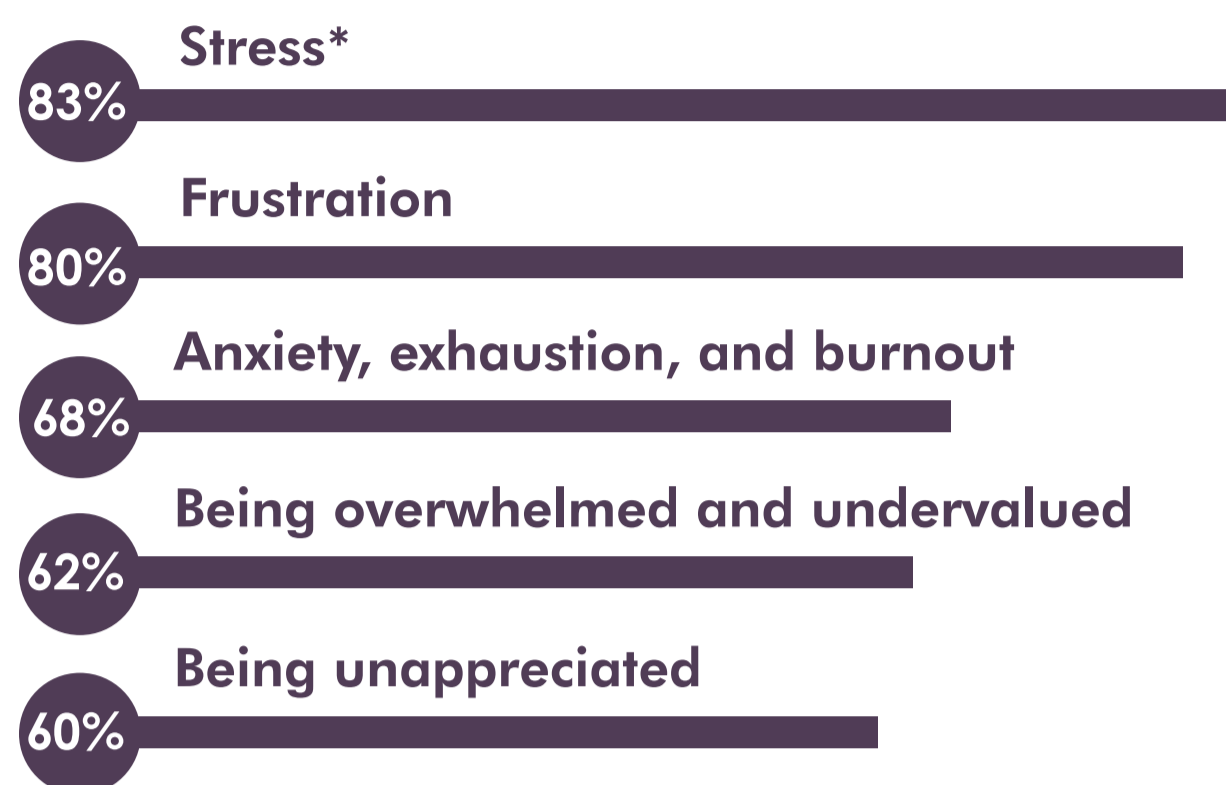 Stress*
83%
Frustration
80%
Anxiety, exhaustion, and burnout
68%
Being overwhelmed and undervalued
62%
Being unappreciated
60%